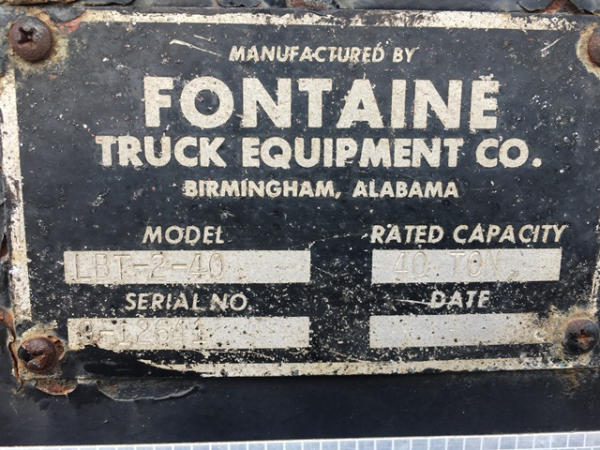 MANUFACTURED BY
FONTAINE
TRUCK EQUIPMENT CO.
BIRMINGHAM, ALABAMA
MODEL RATED CAPACITY
LBT-2-40 40 TON
SERIAL NO. DATE